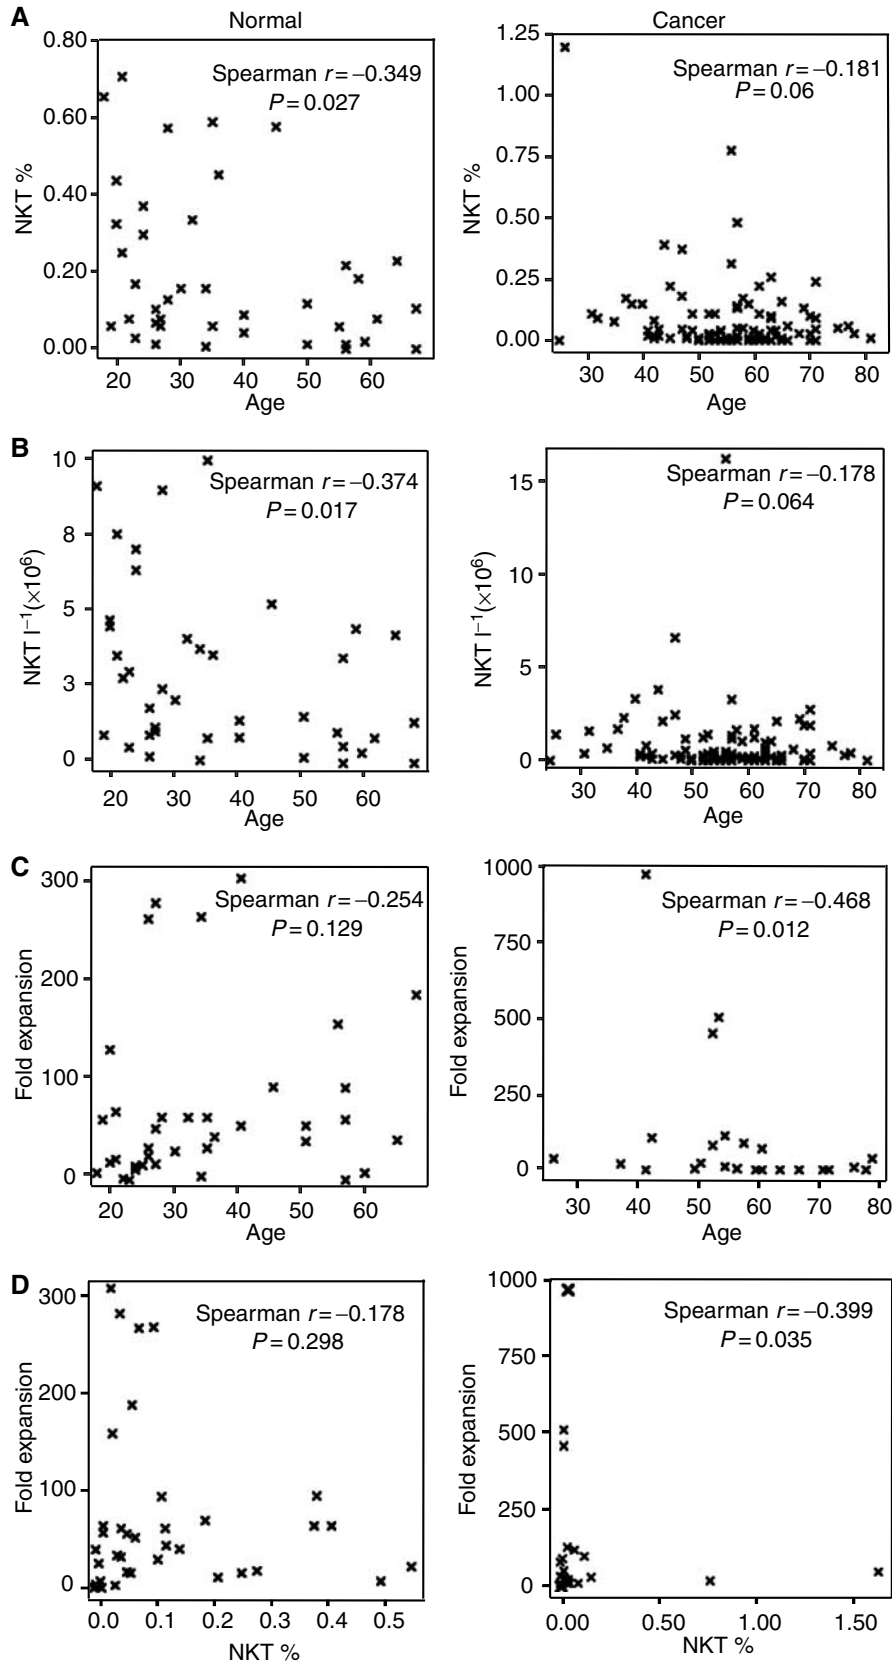 A
Normal
Cancer
0.80
0.60
0.40
0.20
0.00
NKT %
Spearman r=−0.349
P=0.027
20 30 40 50 60
Age
1.25
1.00
0.75
0.50
0.25
0.00
NKT %
Spearman r=−0.181
P=0.06
30 40 50 60 70 80
Age
B
10
8
5
3
0
NKT l⁻¹(×10⁶)
Spearman r=−0.374
P=0.017
20 30 40 50 60
Age
15
10
5
0
NKT l⁻¹(×10⁶)
Spearman r=−0.178
P=0.064
30 40 50 60 70 80
Age
C
300
200
100
0
Fold expansion
Spearman r=−0.254
P=0.129
20 30 40 50 60
Age
1000
750
500
250
0
Fold expansion
Spearman r=−0.468
P=0.012
30 40 50 60 70 80
Age
D
300
200
100
0
Fold expansion
Spearman r=−0.178
P=0.298
0.0 0.1 0.2 0.3 0.4 0.5
NKT %
1000
750
500
250
0
Fold expansion
Spearman r=−0.399
P=0.035
0.00 0.50 1.00 1.50
NKT %